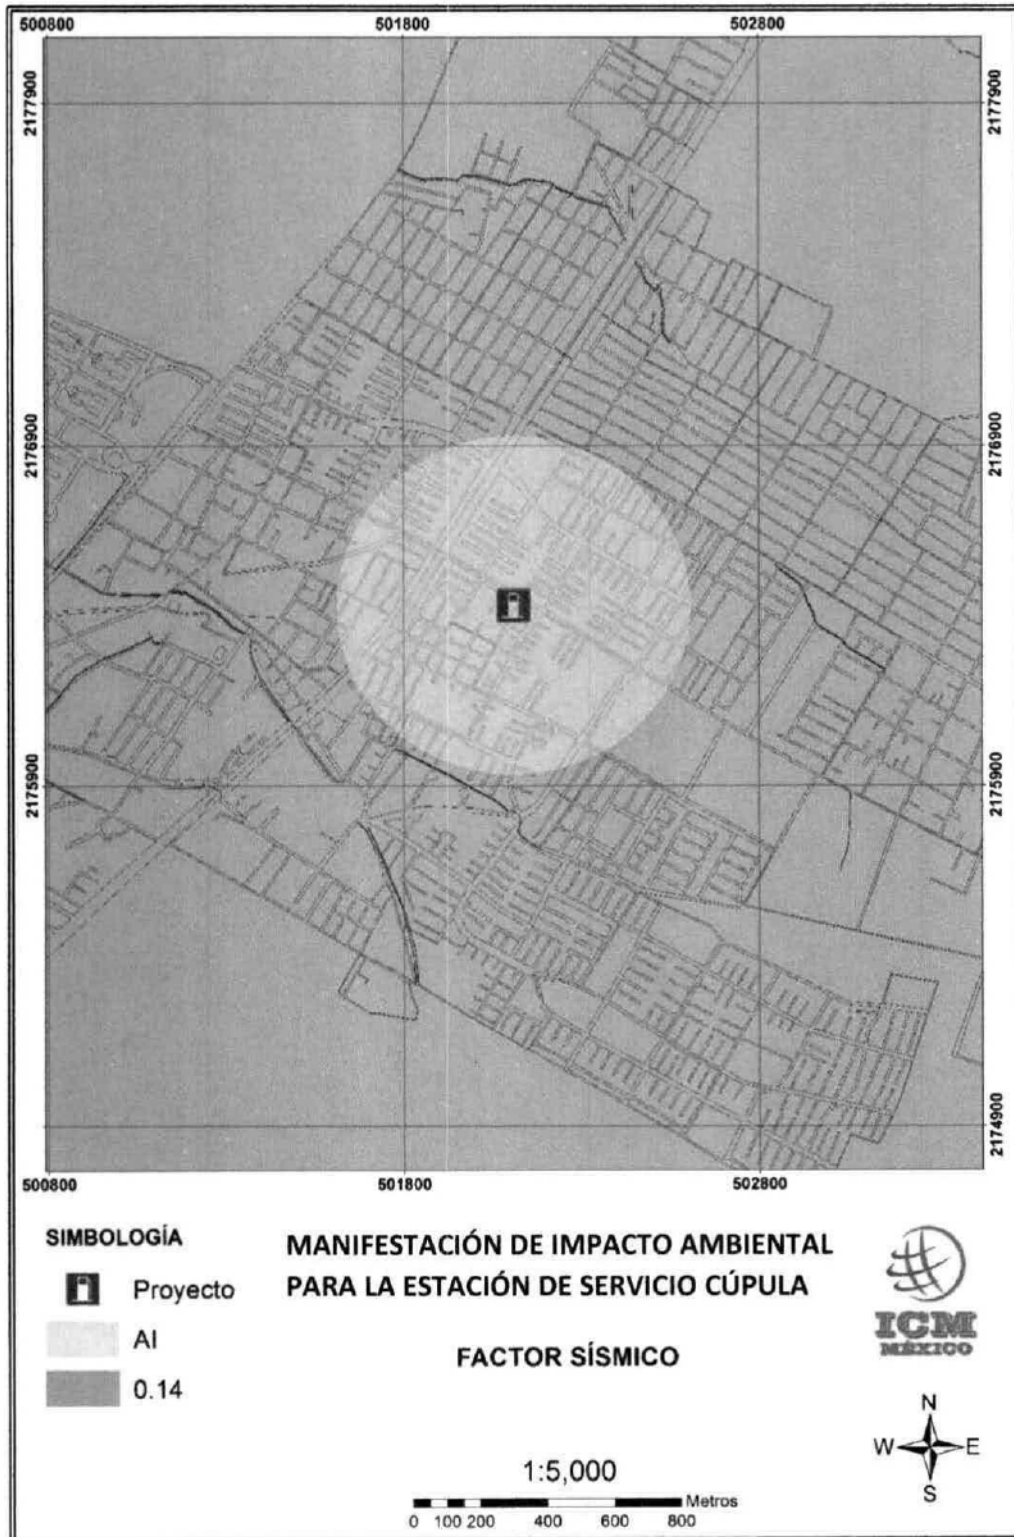 500800 501800 502800
2177900 2177900
2176900 2176900
2175900 2175900
2174900
500800 501800 502800
SIMBOLOGÍA
Proyecto
AI
0.14
MANIFESTACIÓN DE IMPACTO AMBIENTAL
PARA LA ESTACIÓN DE SERVICIO CÚPULA
FACTOR SÍSMICO
1:5,000
Metros
0 100 200 400 600 800
ICM
MÉXICO
N
W E
S